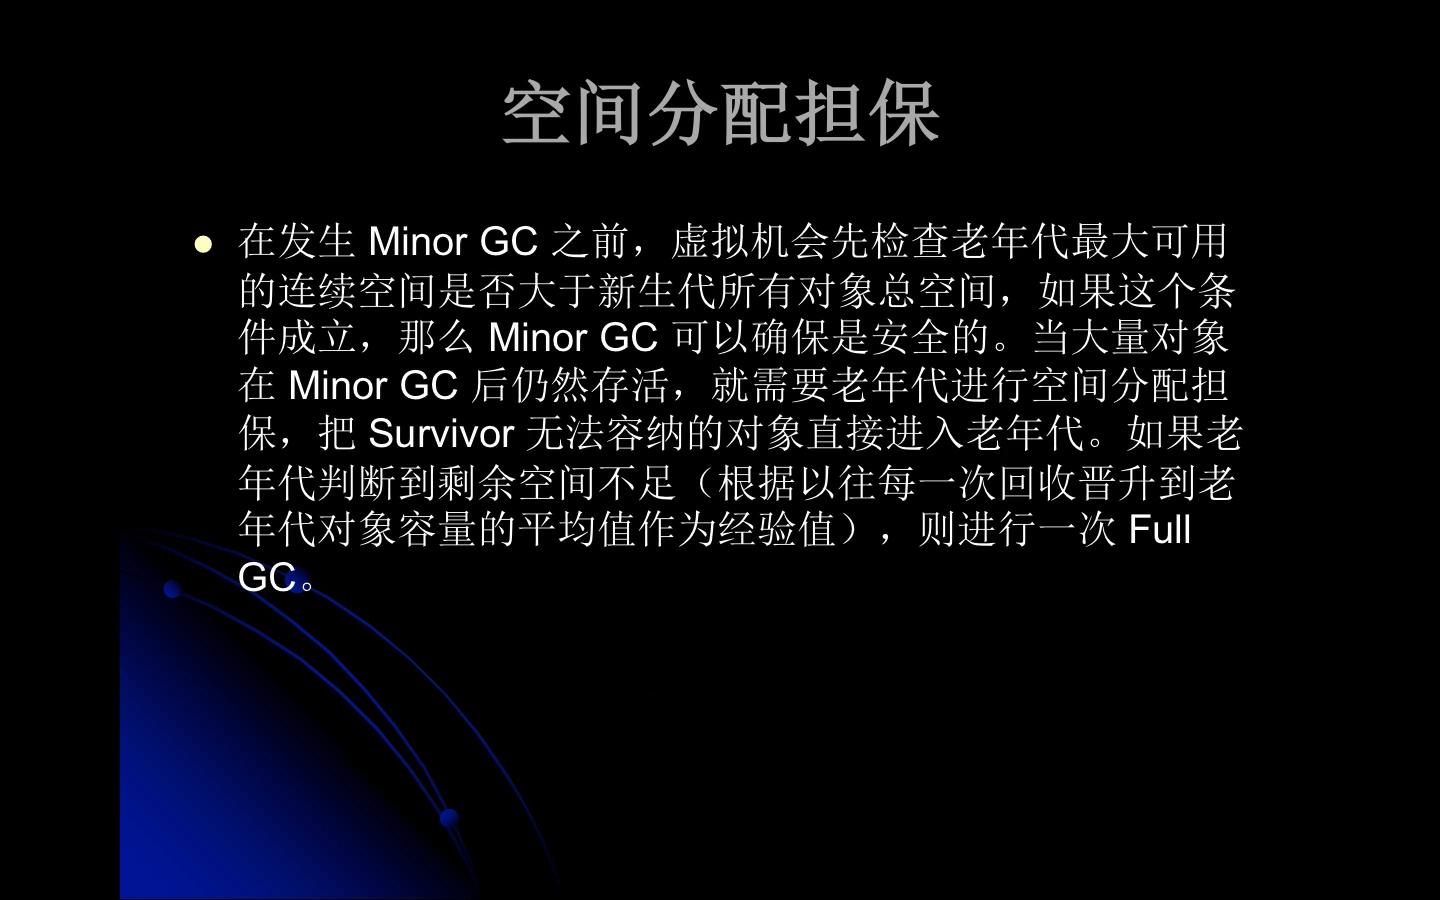 空间分配担保
在发生 Minor GC 之前，虚拟机会先检查老年代最大可用
的连续空间是否大于新生代所有对象总空间，如果这个条
件成立，那么 Minor GC 可以确保是安全的。当大量对象
在 Minor GC 后仍然存活，就需要老年代进行空间分配担
保，把 Survivor 无法容纳的对象直接进入老年代。如果老
年代判断到剩余空间不足（根据以往每一次回收晋升到老
年代对象容量的平均值作为经验值），则进行一次 Full
GC。